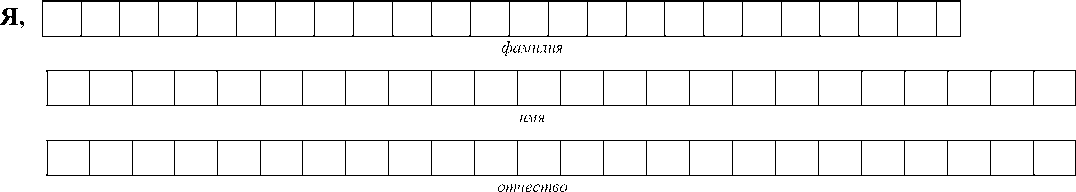 Я,
фамилия
имя
отчество